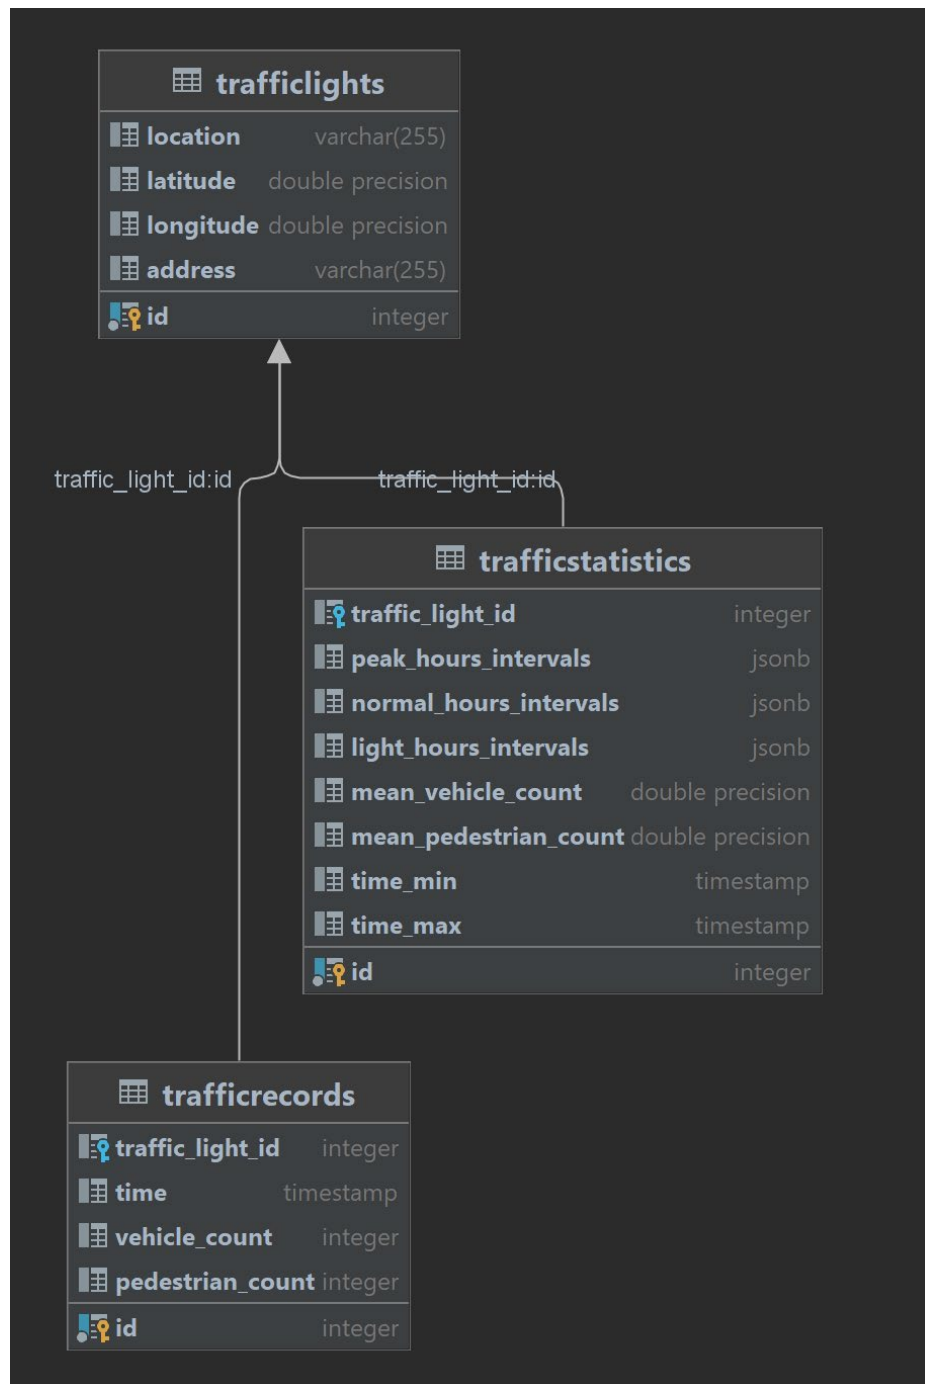 trafficlights
location varchar(255)
latitude double precision
longitude double precision
address varchar(255)
id integer
traffic_light_id:id traffic_light_id:id
trafficstatistics
traffic_light_id integer
peak_hours_intervals jsonb
normal_hours_intervals jsonb
light_hours_intervals jsonb
mean_vehicle_count double precision
mean_pedestrian_count double precision
time_min timestamp
time_max timestamp
id integer
trafficrecords
traffic_light_id integer
time timestamp
vehicle_count integer
pedestrian_count integer
id integer